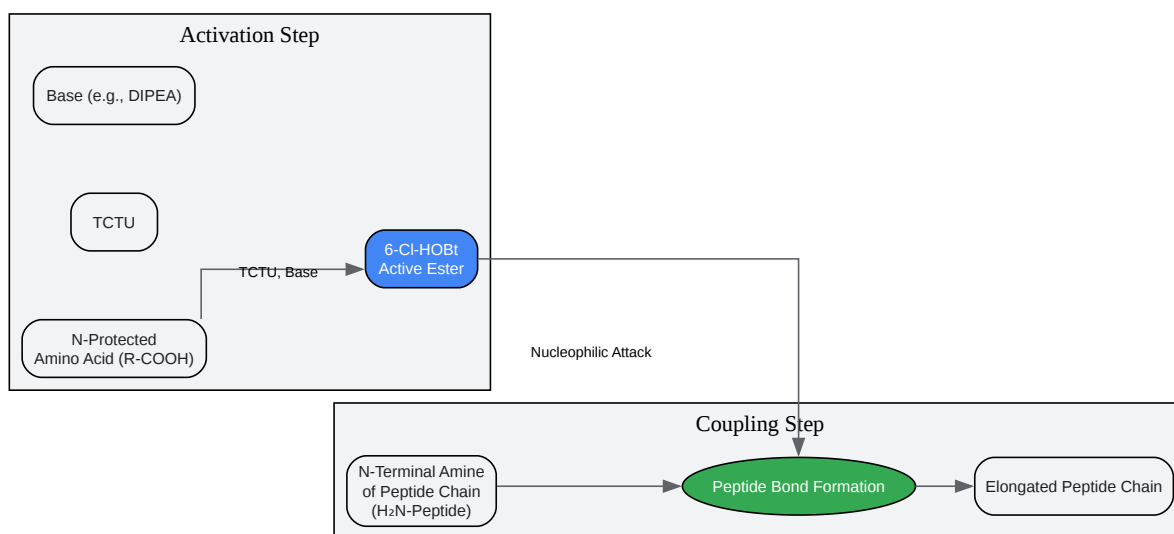 Activation Step
Base (e.g., DIPEA)
TCTU
6-Cl-HOBt
Active Ester
TCTU, Base
N-Protected
Amino Acid (R-COOH)
Nucleophilic Attack
Coupling Step
N-Terminal Amine
of Peptide Chain
(H₂N-Peptide)
Peptide Bond Formation
Elongated Peptide Chain